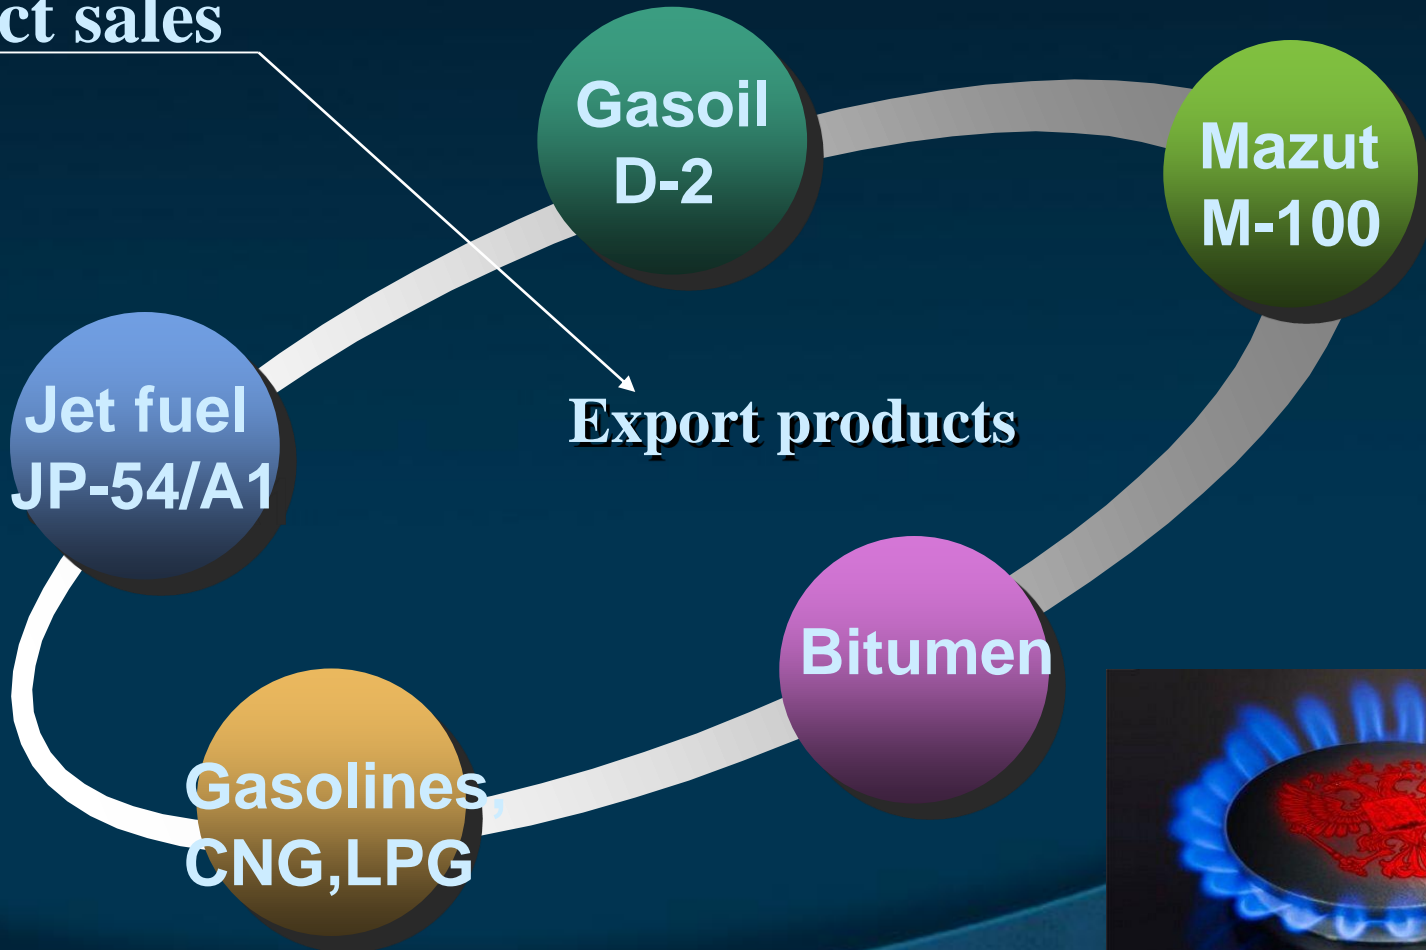 ct sales
Gasoil
D-2
Mazut
M-100
Jet fuel
JP-54/A1
Export products
Bitumen
Gasolines,
CNG,LPG